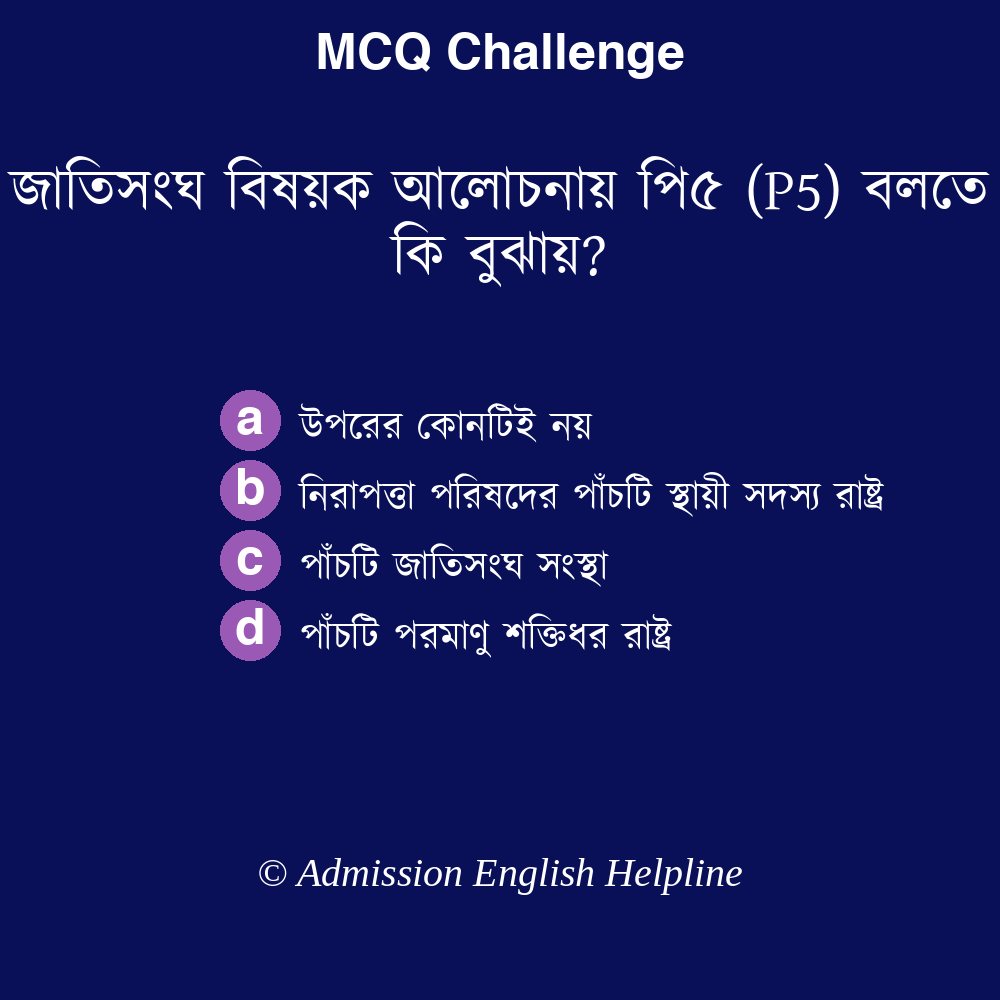 MCQ Challenge
জাতিসংঘ বিষয়ক আলোচনায় পি৫ (P5) বলতে
কি বুঝায়?
a উপরের কোনটিই নয়
b নিরাপত্তা পরিষদের পাঁচটি স্থায়ী সদস্য রাষ্ট্র
c পাঁচটি জাতিসংঘ সংস্থা
d পাঁচটি পরমাণু শক্তিধর রাষ্ট্র
© Admission English Helpline